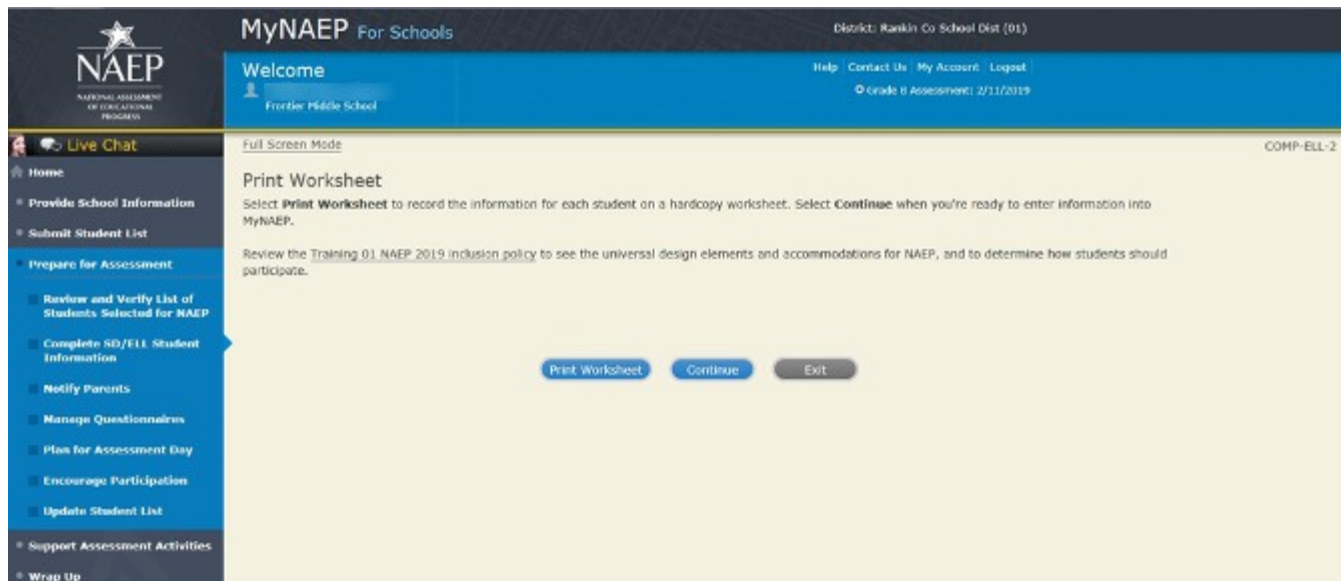 MyNAEP For Schools
District: Rankin Co School Dist (01)
NAEP
NATIONAL ASSESSMENT
OF EDUCATIONAL
PROGRESS
Welcome
Frontier Middle School
Help Contact Us My Account Logout
Grade 8 Assessment: 2/11/2019
Live Chat
Full Screen Mode
COMP-ELL-2
Home
Provide School Information
Submit Student List
Prepare for Assessment
Review and Verify List of
Students Selected for NAEP
Complete SD/ELL Student
Information
Notify Parents
Manage Questionnaires
Plan for Assessment Day
Encourage Participation
Update Student List
Support Assessment Activities
Wrap Up
Print Worksheet
Select Print Worksheet to record the information for each student on a hardcopy worksheet. Select Continue when you're ready to enter information into
MyNAEP.
Review the Training 01 NAEP 2019 inclusion policy to see the universal design elements and accommodations for NAEP, and to determine how students should
participate.
Print Worksheet Continue Exit